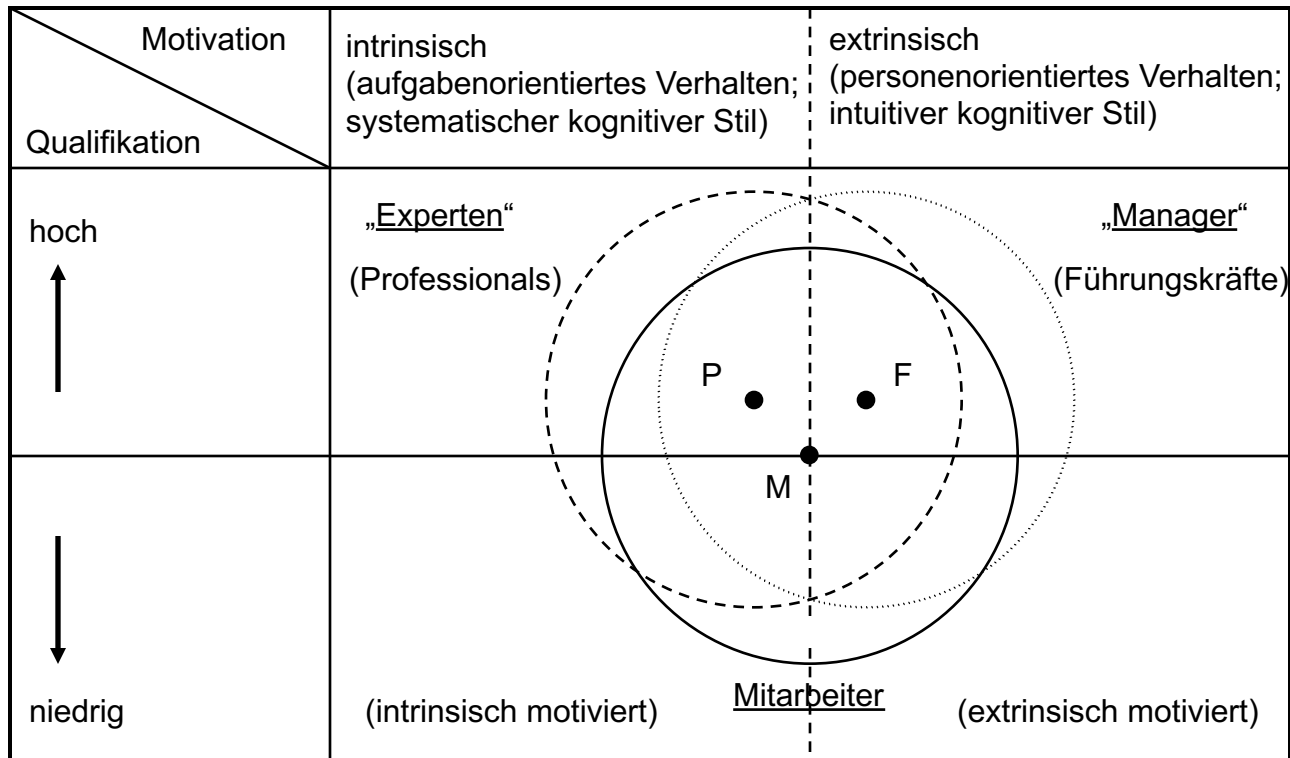 Motivation
Qualifikation
intrinsisch
(aufgabenorientiertes Verhalten;
systematischer kognitiver Stil)
extrinsisch
(personenorientiertes Verhalten;
intuitiver kognitiver Stil)
hoch
„Experten“
(Professionals)
„Manager“
(Führungskräfte)
P
F
M
niedrig
(intrinsisch motiviert)
Mitarbeiter
(extrinsisch motiviert)